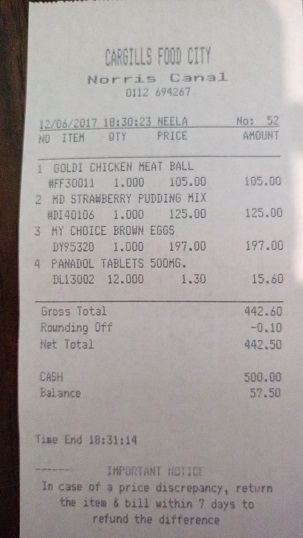 CARGILLS FOOD CITY
Norris Canal
0112 694267
12/06/2017 18:30:23 NEELA No: 52
NO ITEM QTY PRICE AMOUNT
1 GOLDI CHICKEN MEAT BALL
#FF30011 1.000 105.00 105.00
2 MD STRAWBERRY PUDDING MIX
#DI40106 1.000 125.00 125.00
3 MY CHOICE BROWN EGGS
DY95320 1.000 197.00 197.00
4 PANADOL TABLETS 500MG.
DL13002 12.000 1.30 15.60
Gross Total 442.60
Rounding Off -0.10
Net Total 442.50
CASH 500.00
Balance 57.50
Time End 18:31:14
------ IMPORTANT NOTICE
In case of a price discrepancy, return
the item & bill within 7 days to
refund the difference